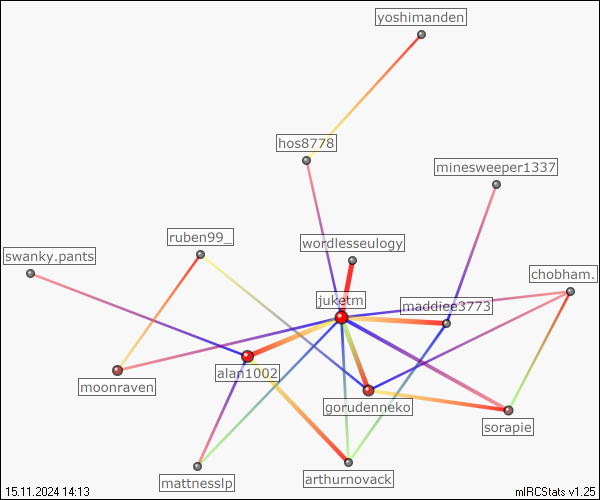 yoshimanden
hos8778
minesweeper1337
ruben99_
wordlesseulogy
swanky.pants
chobham.
juketm
maddiee3773
alan1002
moonraven
gorudenneko
sorapie
mattnesslp
arthurnovack
15.11.2024 14:13
mIRCStats v1.25